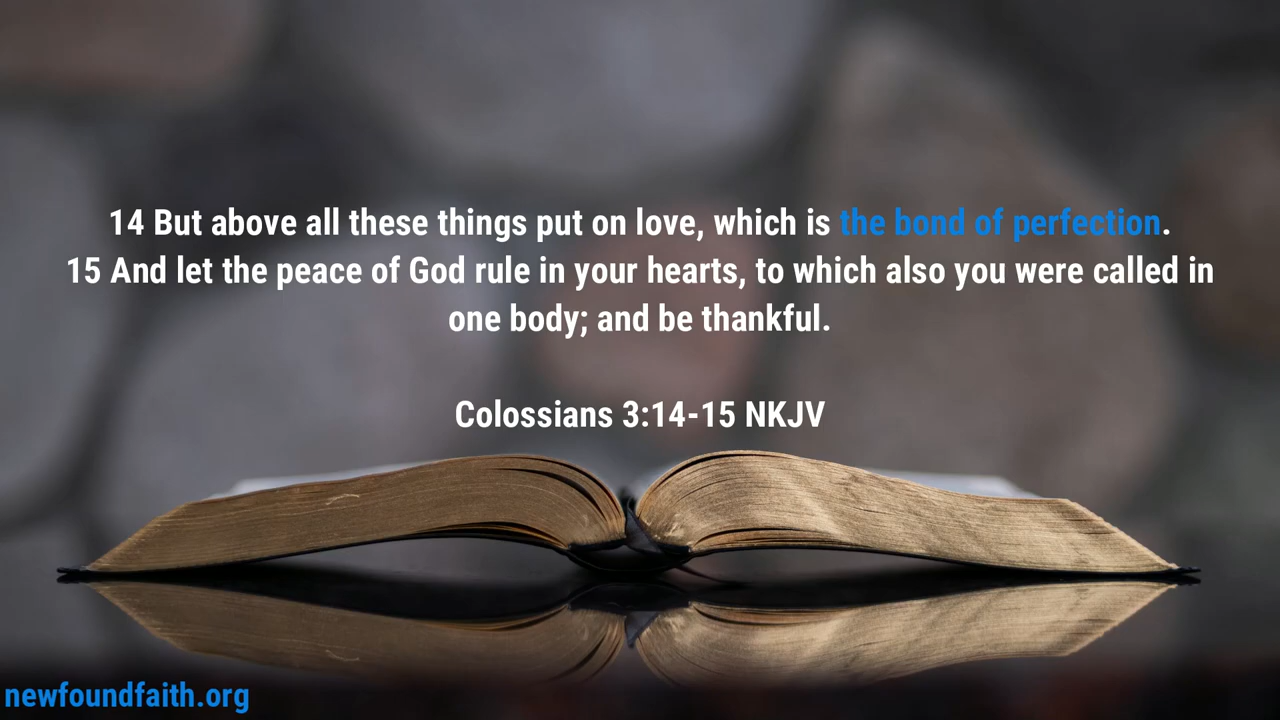 14 But above all these things put on love, which is the bond of perfection.
15 And let the peace of God rule in your hearts, to which also you were called in
one body; and be thankful.
Colossians 3:14-15 NKJV
newfoundfaith.org